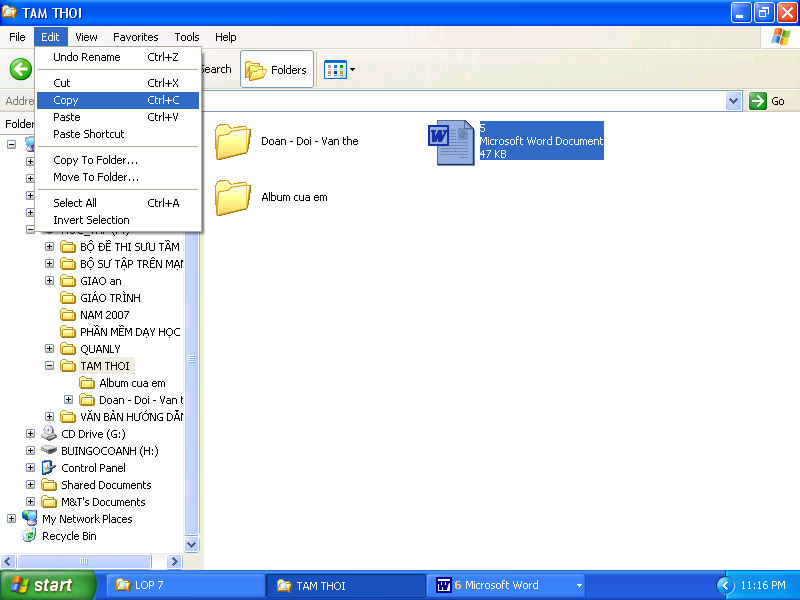 TAM THOI
File Edit View Favorites Tools Help
Undo Rename Ctrl+Z
Cut Ctrl+X
Copy Ctrl+C
Paste Ctrl+V
Paste Shortcut
Copy To Folder...
Move To Folder...
Select All Ctrl+A
Invert Selection
Search
Folders
Addre
Go
Folder
Doan - Doi - Van the
5
Microsoft Word Document
47 KB
Album cua em
BỘ ĐỀ THI SƯU TẦM
BỘ SƯ TẬP TRÊN MẠN
GIAO an
GIÁO TRÌNH
NAM 2007
PHẦN MỀM DẠY HỌC
QUANLY
TAM THOI
Album cua em
Doan - Doi - Van t
VĂN BẢN HƯỚNG DẪN
CD Drive (G:)
BUINGOCOANH (H:)
Control Panel
Shared Documents
M&T's Documents
My Network Places
Recycle Bin
start
LOP 7
TAM THOI
6 Microsoft Word
11:16 PM